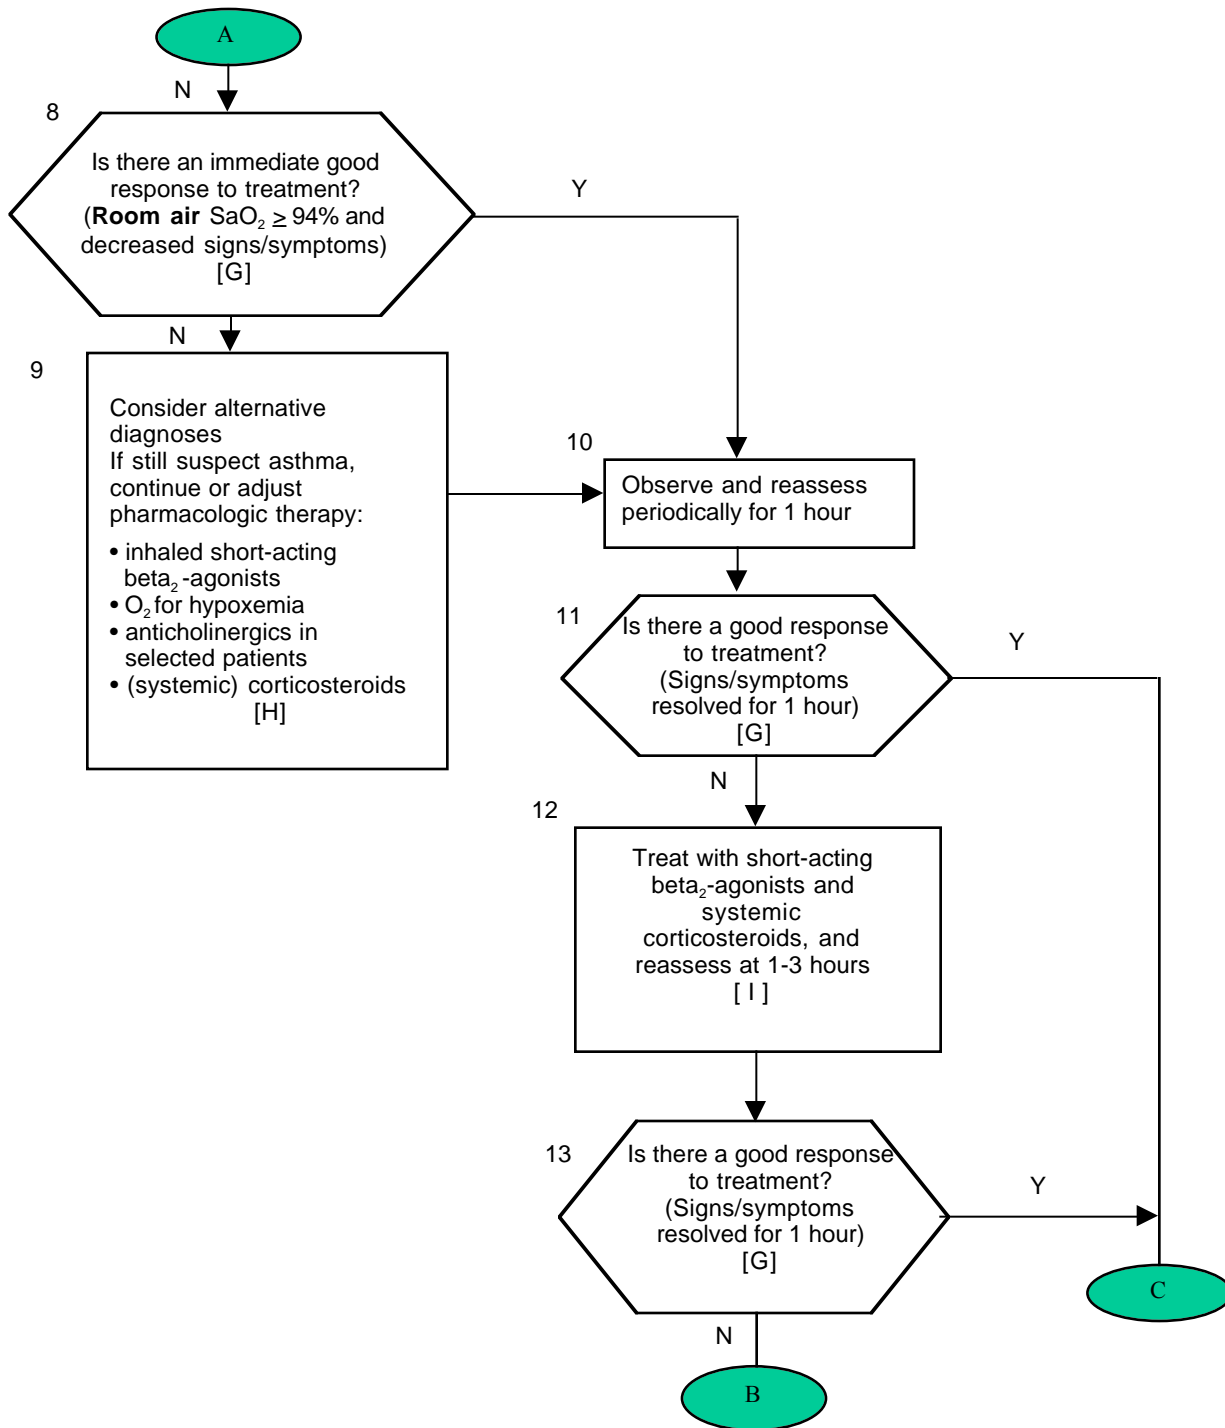 A
N
8
Is there an immediate good
response to treatment?
(Room air SaO₂ ≥ 94% and
decreased signs/symptoms)
[G]
Y
N
9
Consider alternative
diagnoses
If still suspect asthma,
continue or adjust
pharmacologic therapy:
• inhaled short-acting
beta₂-agonists
• O₂ for hypoxemia
• anticholinergics in
selected patients
• (systemic) corticosteroids
[H]
10
Observe and reassess
periodically for 1 hour
11
Is there a good response
to treatment?
(Signs/symptoms
resolved for 1 hour)
[G]
Y
N
12
Treat with short-acting
beta₂-agonists and
systemic
corticosteroids, and
reassess at 1-3 hours
[ I ]
13
Is there a good response
to treatment?
(Signs/symptoms
resolved for 1 hour)
[G]
Y
C
N
B